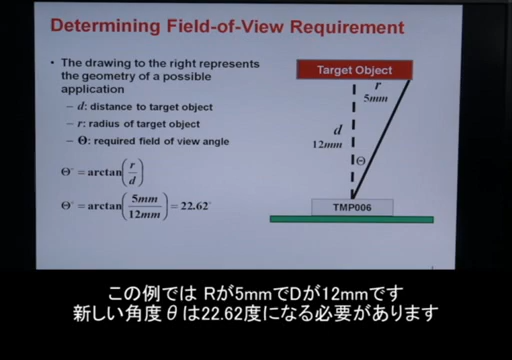 Determining Field-of-View Requirement
• The drawing to the right represents
the geometry of a possible
application
– d: distance to target object
– r: radius of target object
– Θ: required field of view angle
Θ° = arctan(r/d)
Θ° = arctan(5mm/12mm) = 22.62°
Target Object
r
5mm
d
12mm
Θ
TMP006
この例では Rが5mmでDが12mmです
新しい角度θは22.62度になる必要があります